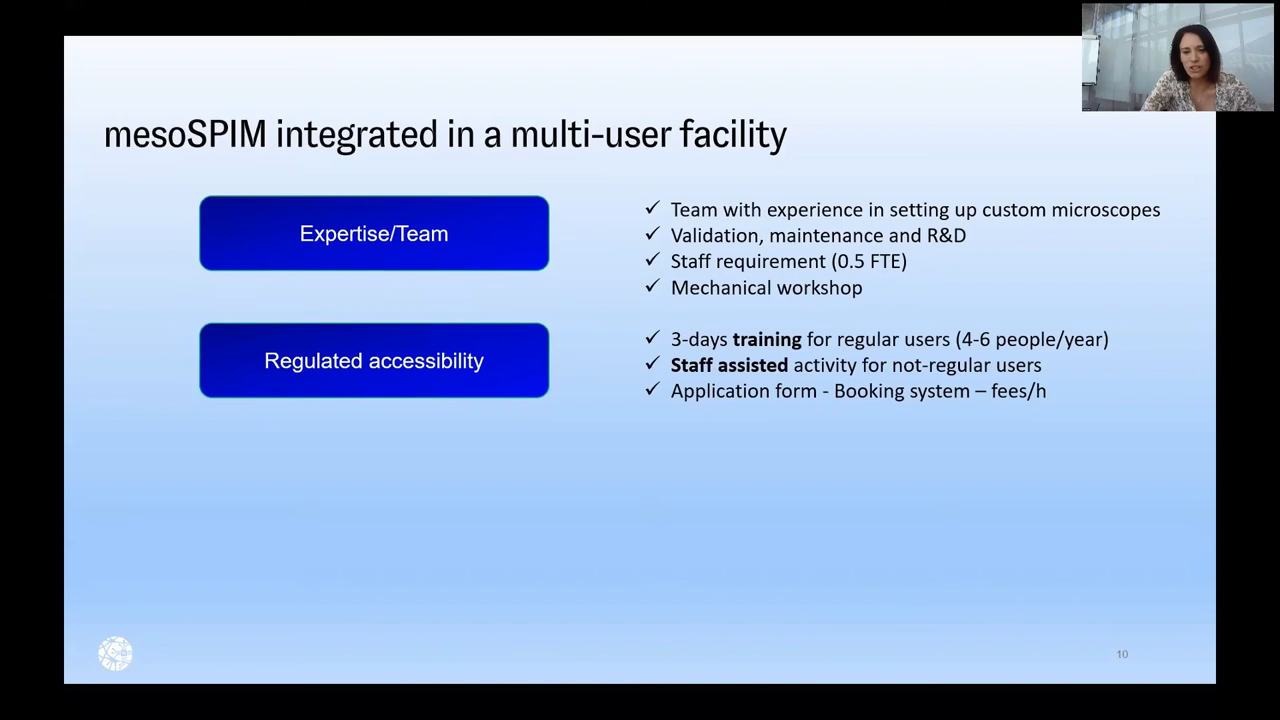 mesoSPIM integrated in a multi-user facility
Expertise/Team
✓ Team with experience in setting up custom microscopes
✓ Validation, maintenance and R&D
✓ Staff requirement (0.5 FTE)
✓ Mechanical workshop
Regulated accessibility
✓ 3-days training for regular users (4-6 people/year)
✓ Staff assisted activity for not-regular users
✓ Application form - Booking system – fees/h
10